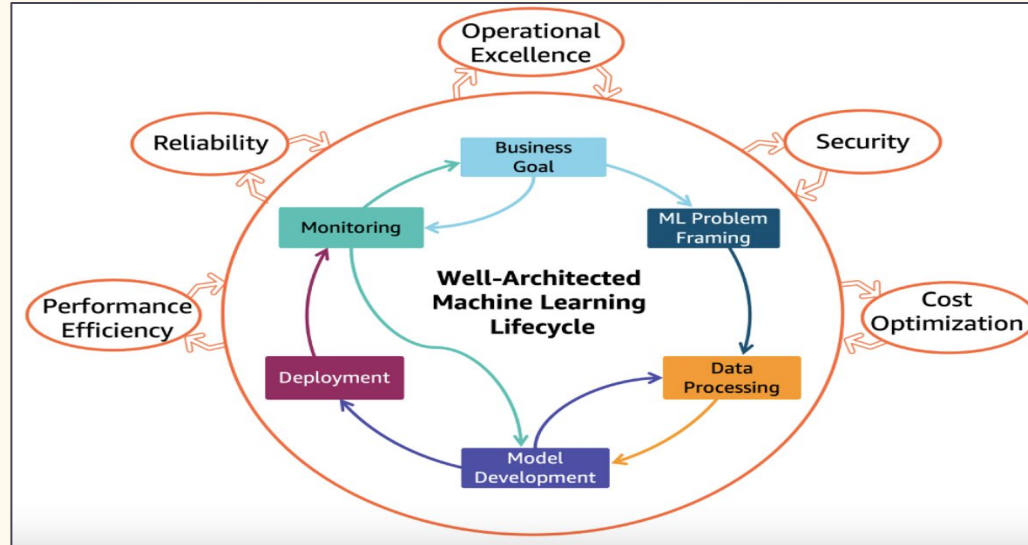 Operational
Excellence
Reliability
Security
Business
Goal
Monitoring
ML Problem
Framing
Well-Architected
Machine Learning
Lifecycle
Performance
Efficiency
Cost
Optimization
Deployment
Data
Processing
Model
Development